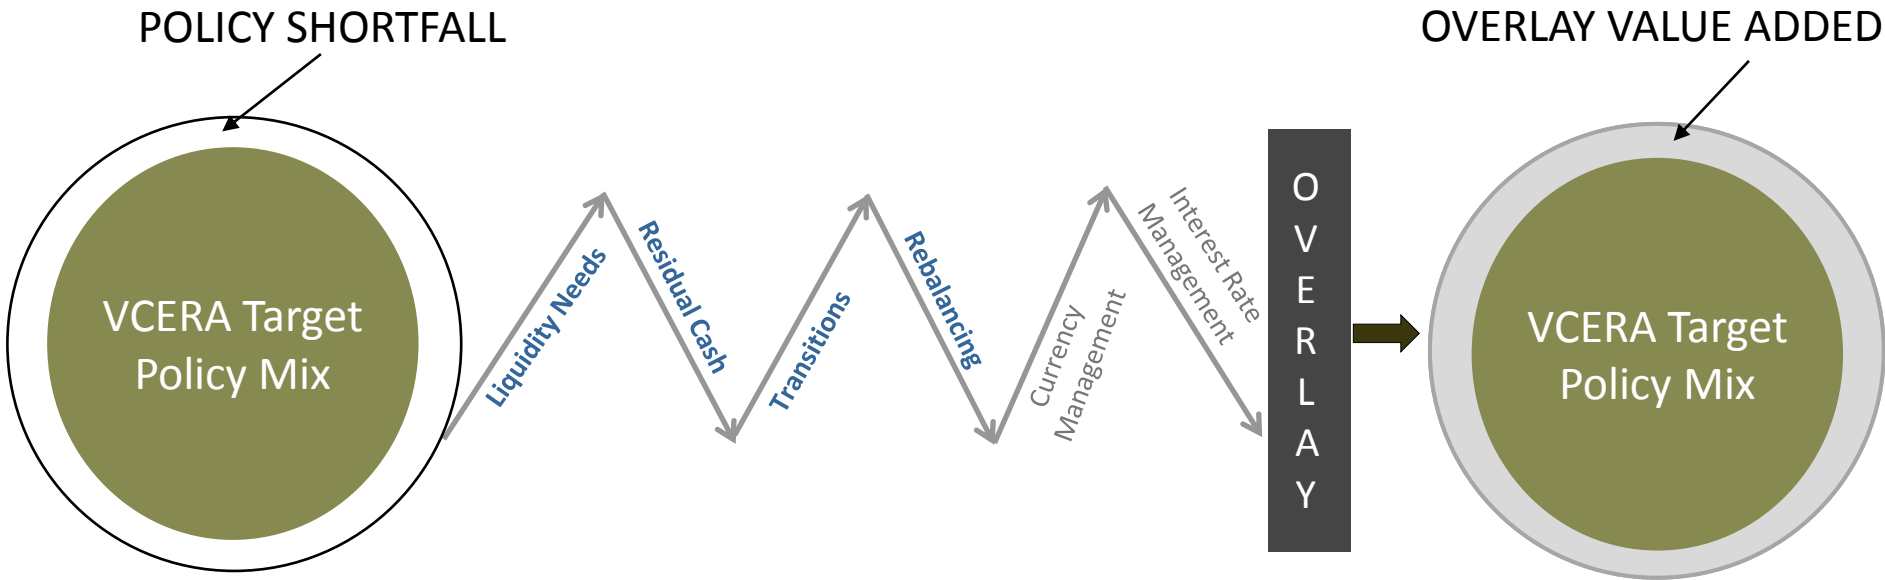 POLICY SHORTFALL
OVERLAY VALUE ADDED
VCERA Target
Policy Mix
Liquidity Needs
Residual Cash
Transitions
Rebalancing
Currency
Management
Interest Rate
Management
OVERLAY
VCERA Target
Policy Mix